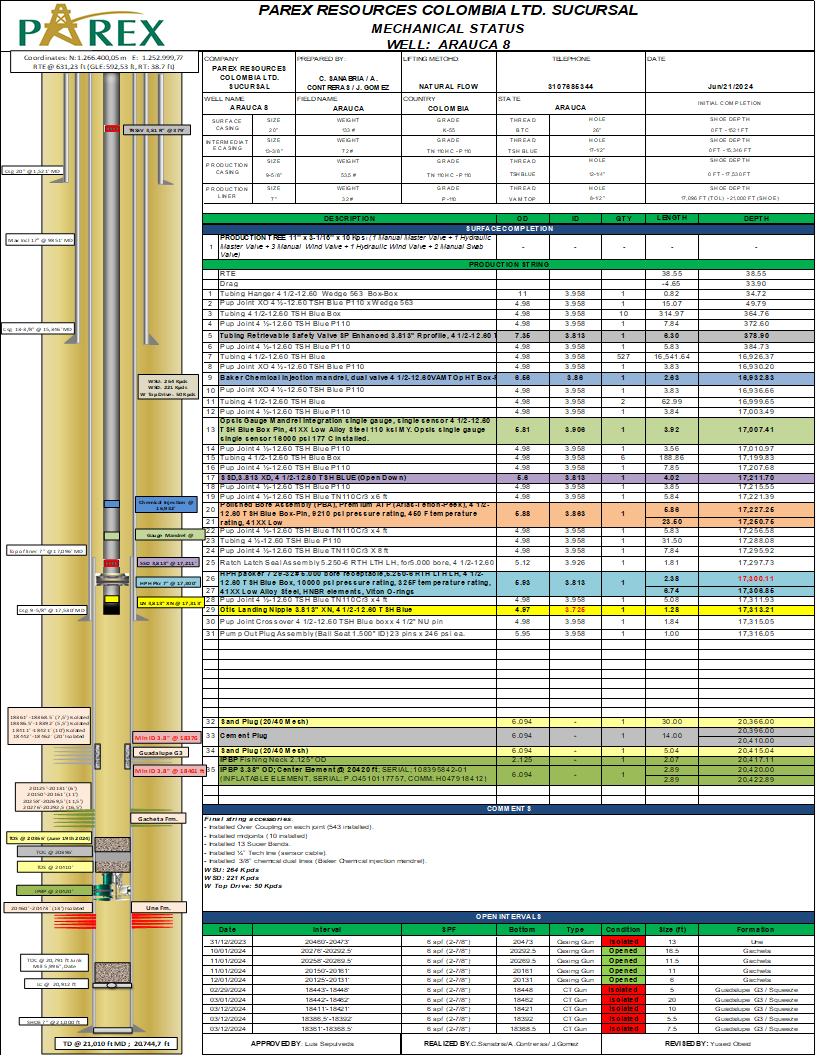 PAREX
PAREX RESOURCES COLOMBIA LTD. SUCURSAL
MECHANICAL STATUS
WELL: ARAUCA 8
Coordinates: N: 1.266.400,05 m E: 1.252.999,77
RTE @ 631,23 ft (GLE: 592,53 ft, RT: 38.7 ft)
COMPANY PREPARED BY: LIFTING METOHD TELEPHONE DATE
PAREX RESOURCES COLOMBIA LTD. SUCURSAL C. SANABRIA / A. CONTRERAS / J. GOMEZ NATURAL FLOW 3107685344 Jun/21/2024
WELL NAME FIELD NAME COUNTRY STATE INITIAL COMPLETION
ARAUCA 8 ARAUCA COLOMBIA ARAUCA
SURFACE CASING SIZE WEIGHT GRADE THREAD HOLE SHOE DEPTH
20" 133 # K-55 BTC 26" 0 FT - 1521 FT
INTERMEDIATE CASING SIZE WEIGHT GRADE THREAD HOLE SHOE DEPTH
13-3/8" 72 # TN 110HC - P 110 TSH BLUE 17-1/2" 0 FT - 15,346 FT
PRODUCTION CASING SIZE WEIGHT GRADE THREAD HOLE SHOE DEPTH
9-5/8" 53,5 # TN 110HC - P 110 TSH BLUE 12-1/4" 0 FT - 17,530 FT
PRODUCTION LINER SIZE WEIGHT GRADE THREAD HOLE SHOE DEPTH
7" 32 # P-110 VAM TOP 8-1/2" 17,096 FT (TOL) - 21,000 FT (SHOE)
DESCRIPTION OD ID QTY LENGTH DEPTH
SURFACE COMPLETION
1 PRODUCTION TREE 11" x 3-1/16" x 10 Kpsi (1 Manual Master Valve + 1 Hydraulic Master Valve + 3 Manual Wind Valve + 1 Hydraulic Wind Valve + 2 Manual Swab Valve) - - - - -
PRODUCTION STRING
RTE 38.55 38.55
Drag -4.65 33.90
1 Tubing Hanger 4 1/2-12.60 Wedge 563 Box-Box 11 3.958 1 0.82 34.72
2 Pup Joint XO 4 ½-12.60 TSH Blue P110 x Wedge 563 4.98 3.958 1 15.07 49.79
3 Tubing 4 1/2-12.60 TSH Blue Box 4.98 3.958 10 314.97 364.76
4 Pup Joint 4 ½-12.60 TSH Blue P110 4.98 3.958 1 7.84 372.60
5 Tubing Retrievable Safety Valve SP Enhanced 3.813" R profile, 4 1/2-12.60 T 7.35 3.813 1 6.30 378.90
6 Pup Joint 4 ½-12.60 TSH Blue P110 4.98 3.958 1 5.83 384.73
7 Tubing 4 1/2-12.60 TSH Blue 4.98 3.958 527 16,541.64 16,926.37
8 Pup Joint XO 4 ½-12.60 TSH Blue P110 4.98 3.958 1 3.83 16,930.20
9 Baker Chemical Injection mandrel, dual valve 4 1/2-12.60VAM TOp HT Box-P 6.56 3.86 1 2.63 16,932.83
10 Pup Joint XO 4 ½-12.60 TSH Blue P110 4.98 3.958 1 3.83 16,936.66
11 Tubing 4 1/2-12.60 TSH Blue 4.98 3.958 2 62.99 16,999.65
12 Pup Joint 4 ½-12.60 TSH Blue P110 4.98 3.958 1 3.84 17,003.49
13 Opsis Gauge Mandrel integration single gauge, single sensor 4 1/2-12.60 TSH Blue Box Pin, 41XX Low Alloy Steel 110 ksi MY. Opsis single gauge single sensor 16000 psi 177 C installed. 5.81 3.906 1 3.92 17,007.41
14 Pup Joint 4 ½-12.60 TSH Blue P110 4.98 3.958 1 3.56 17,010.97
15 Tubing 4 1/2-12.60 TSH Blue Box 4.98 3.958 6 188.86 17,199.83
16 Pup Joint 4 ½-12.60 TSH Blue P110 4.98 3.958 1 7.85 17,207.68
17 SSD,3.813 XD, 4 1/2-12.60 TSH BLUE (Open Down) 5.6 3.813 1 4.02 17,211.70
18 Pup Joint 4 ½-12.60 TSH Blue P110 4.98 3.958 1 3.85 17,215.55
19 Pup Joint 4 ½-12.60 TSH Blue TN110Cr3 x 6 ft 4.98 3.958 1 5.84 17,221.39
20 Polished Bore Assembly (PBA), Premium ATP (Aflas-Teflon-Peek), 4 1/2-12.60 TSH Blue Box-Pin, 9210 psi pressure rating, 450 F temperature rating, 41XX Low 5.88 3.863 1 5.86 17,227.25
21 23.50 17,250.75
22 Pup Joint 4 ½-12.60 TSH Blue TN110Cr3 x 4 ft 4.98 3.958 1 5.83 17,256.58
23 Tubing 4 ½-12.60 TSH Blue P110 4.98 3.958 1 31.50 17,288.08
24 Pup Joint 4 ½-12.60 TSH Blue TN110Cr3 X 8 ft 4.98 3.958 1 7.84 17,295.92
25 Ratch Latch Seal Assembly 5.250-6 RTH LTH LH, for5.000 bore, 4 1/2-12.60 5.12 3.926 1 1.81 17,297.73
26 HPH packer 7 29-32# 6.000 bore receptacle,5.250-6 RTH LTH LH, 4 1/2-12.60 TSH Blue Box, 10000 psi pressure rating, 325F temperature rating, 41XX Low Alloy Steel, HNBR elements, Viton O-rings 5.93 3.813 1 2.38 17,300.11
27 6.74 17,306.85
28 Pup Joint 4 ½-12.60 TSH Blue TN110Cr3 x 4 ft 4.98 3.958 1 5.08 17,311.93
29 Otis Landing Nipple 3.813" XN, 4 1/2-12.60 TSH Blue 4.97 3.725 1 1.28 17,313.21
30 Pup Joint Crossover 4 1/2-12.60 TSH Blue box x 4 1/2" NU pin 4.98 3.958 1 1.84 17,315.05
31 Pump Out Plug Assembly (Ball Seat 1.500" ID) 23 pins x 246 psi ea. 5.95 3.958 1 1.00 17,316.05
32 Sand Plug (20/40 Mesh) 6.094 - 1 30.00 20,366.00
33 Cement Plug 6.094 - 1 14.00 20,396.00
20,410.00
34 Sand Plug (20/40 Mesh) 6.094 - 1 5.04 20,415.04
IPBP Fishing Neck 2.125" OD 2.125 - 1 2.07 20,417.11
35 IPBP 3.38" OD; Center Element @ 20420 ft; SERIAL; 108395842-01 (INFLATABLE ELEMENT; SERIAL: P.O4510117757, COMM: H047918412) 6.094 - 1 2.89 20,420.00
2.89 20,422.89
COMMENTS
Final string accessories:
- Installed Over Coupling on each joint (543 installed).
- Installed midjonts (10 installed)
- Installed 13 Sucer Bands.
- Installed ¼" Tech line (sensor cable).
- Installed 3/8" chemical dual lines (Baker Chemical injection mandrel).
WSU: 264 Kpds
WSD: 221 Kpds
W Top Drive: 50 Kpds
OPEN INTERVALS
Date Interval SPF Bottom Type Condition Size (ft) Formation
31/12/2023 20460'-20473' 6 spf (2-7/8") 20473 Casing Gun Isolated 13 Une
10/01/2024 20276'-20292.5' 6 spf (2-7/8") 20292.5 Casing Gun Opened 16.5 Gacheta
11/01/2024 20258'-20269.5' 6 spf (2-7/8") 20269.5 Casing Gun Opened 11.5 Gacheta
11/01/2024 20150'-20161' 6 spf (2-7/8") 20161 Casing Gun Opened 11 Gacheta
12/01/2024 20125'-20131' 6 spf (2-7/8") 20131 Casing Gun Opened 6 Gacheta
02/29/2024 18443'-18448' 6 spf (2-7/8") 18448 CT Gun Isolated 5 Guadalupe G3 / Squeeze
03/01/2024 18442'-18462' 6 spf (2-7/8") 18462 CT Gun Isolated 20 Guadalupe G3 / Squeeze
03/12/2024 18411'-18421' 6 spf (2-7/8") 18421 CT Gun Isolated 10 Guadalupe G3 / Squeeze
03/12/2024 18386,5'-18392' 6 spf (2-7/8") 18392 CT Gun Isolated 5.5 Guadalupe G3 / Squeeze
03/12/2024 18361'-18368.5' 6 spf (2-7/8") 18368.5 CT Gun Isolated 7.5 Guadalupe G3 / Squeeze
APPROVED BY: Luis Sepulveda REALIZED BY: C.Sanabria/A.Contreras/ J.Gomez REVISED BY: Yused Obeid
TRSSV 3,813" @ 379'
Csg 20" @ 1,521' MD
Max Incl 17° @ 9851' MD
Csg 13-3/8" @ 15,346' MD
WSU: 264 Kpds
WSD: 221 Kpds
W Top Drive: 50 Kpds
Chemical Injection @ 16,932'
Gauge Mandrel @
Top of liner 7" @ 17,096' MD
SSD 3,813" @ 17,211'
HPH Pkr 7" @ 17,300'
LN 3,813" XN @ 17,313'
Csg 9-5/8" @ 17,530' MD
18361'-18368.5' (7,5') Isolated
18386.5'-18392' (5,5') Isolated
18411'-18421' (10') Isolated
18442'-18462' (20' Isolated
Min ID 3.8" @ 18376
Guadalupe G3
Min ID 3.8" @ 18461 ft
20125'-20131' (6')
20150'-20161' (11')
20258'-20269,5' (11,5')
20276'-20292,5 (16,5')
Gacheta Frm.
TOS @ 20366' (June 19th 2024)
TOC @ 20396'
TOS @ 20410'
IPBP @ 20420'
20460'-20473' (13') Isolated
Une Fm.
TOC @ 20,791 ft Junk
LC @ 20,912 ft
SHOE 7" @ 21,000 ft
TD @ 21,010 ft MD ; 20.744,7 ft